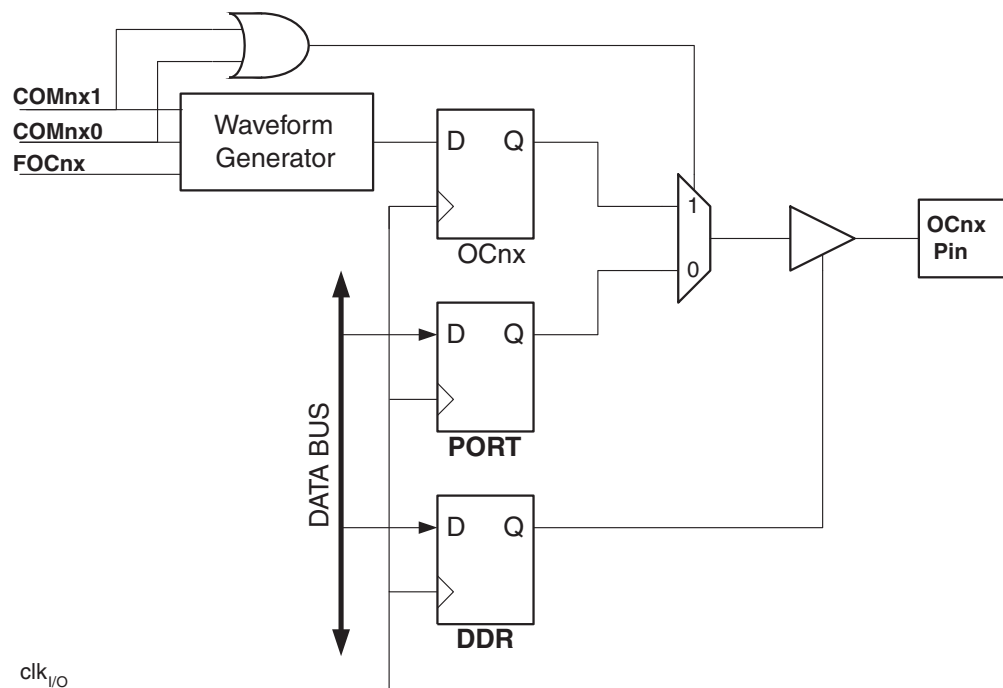 COMnx1
COMnx0
FOCnx
Waveform
Generator
D Q
OCnx
1
0
OCnx
Pin
D Q
PORT
D Q
DDR
DATA BUS
clkI/O